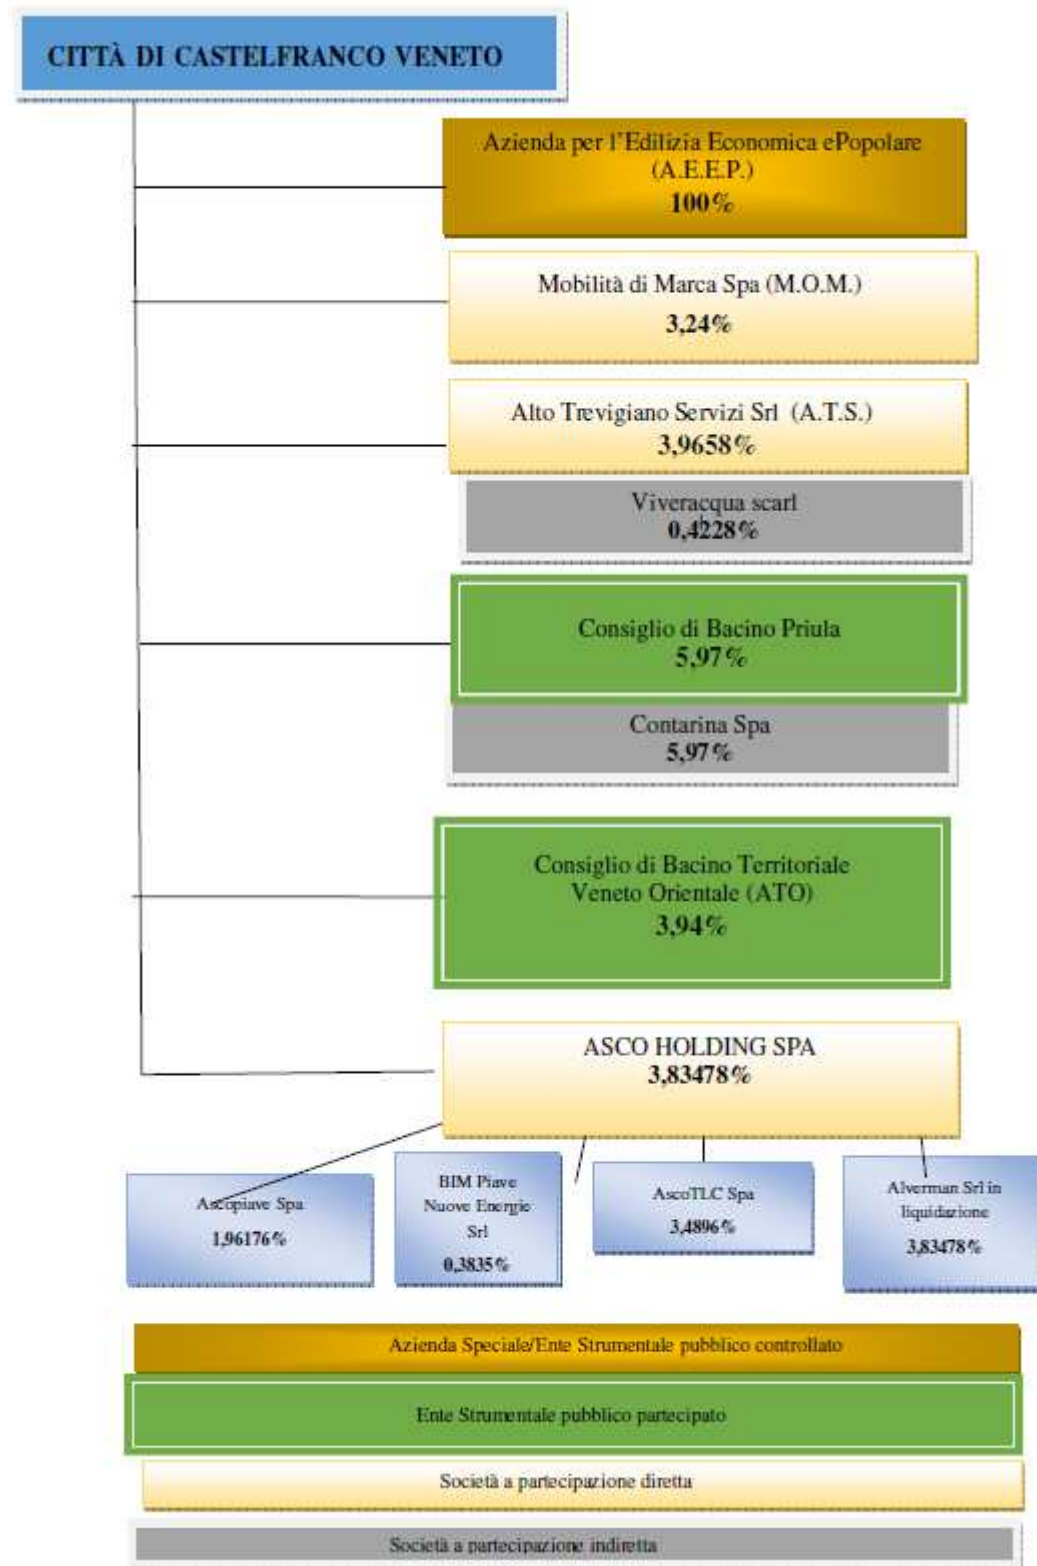 CITTÀ DI CASTELFRANCO VENETO
Azienda per l'Edilizia Economica ePopolare
(A.E.E.P.)
100%
Mobilità di Marca Spa (M.O.M.)
3,24%
Alto Trevigiano Servizi Srl (A.T.S.)
3,9658%
Viveracqua scarl
0,4228%
Consiglio di Bacino Priula
5,97%
Contarina Spa
5,97%
Consiglio di Bacino Territoriale
Veneto Orientale (ATO)
3,94%
ASCO HOLDING SPA
3,83478%
Ascopiave Spa
1,96176%
BIM Piave
Nuove Energie
Srl
0,3835%
AscoTLC Spa
3,4896%
Alverman Srl in
liquidazione
3,83478%
Azienda Speciale/Ente Strumentale pubblico controllato
Ente Strumentale pubblico partecipato
Società a partecipazione diretta
Società a partecipazione indiretta